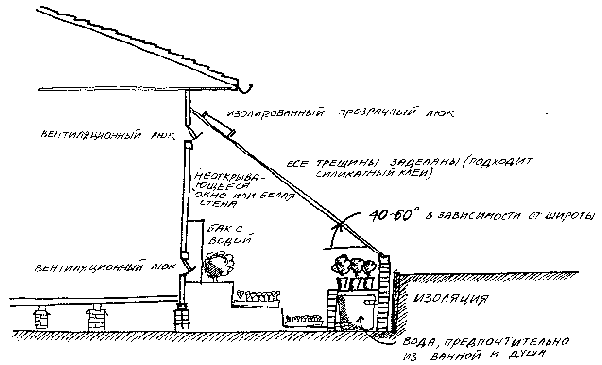 ИЗОЛИРОВАННЫЙ ПРОЗРАЧНЫЙ ЛЮК
ВЕНТИЛЯЦИОННЫЙ ЛЮК
ВСЕ ТРЕЩИНЫ ЗАДЕЛАНЫ (ПОДХОДИТ
СИЛИКАТНЫЙ КЛЕЙ)
НЕОТКРЫВА-
ЮЩЕЕСЯ
ОКНО ИЛИ БЕЛАЯ
СТЕНА
40-60° В ЗАВИСИМОСТИ ОТ ШИРОТЫ
БАК С
ВОДОЙ
ВЕНТИЛЯЦИОННЫЙ ЛЮК
ИЗОЛЯЦИЯ
ВОДА, ПРЕДПОЧТИТЕЛЬНО
ИЗ ВАННОЙ И ДУША